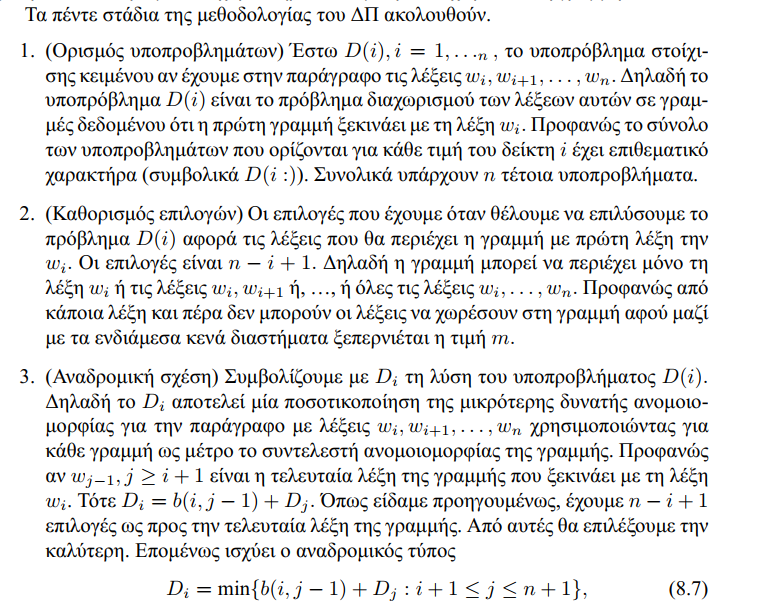 Τα πέντε στάδια της μεθοδολογίας του ΔΠ ακολουθούν.
1. (Ορισμός υποπροβλημάτων) Έστω D(i), i = 1, . . . n , το υποπρόβλημα στοίχι-
σης κειμένου αν έχουμε στην παράγραφο τις λέξεις w_i, w_{i+1}, . . . , w_n. Δηλαδή το
υποπρόβλημα D(i) είναι το πρόβλημα διαχωρισμού των λέξεων αυτών σε γραμ-
μές δεδομένου ότι η πρώτη γραμμή ξεκινάει με τη λέξη w_i. Προφανώς το σύνολο
των υποπροβλημάτων που ορίζονται για κάθε τιμή του δείκτη i έχει επιθεματικό
χαρακτήρα (συμβολικά D(i :)). Συνολικά υπάρχουν n τέτοια υποπροβλήματα.
2. (Καθορισμός επιλογών) Οι επιλογές που έχουμε όταν θέλουμε να επιλύσουμε το
πρόβλημα D(i) αφορά τις λέξεις που θα περιέχει η γραμμή με πρώτη λέξη την
w_i. Οι επιλογές είναι n − i + 1. Δηλαδή η γραμμή μπορεί να περιέχει μόνο τη
λέξη w_i ή τις λέξεις w_i, w_{i+1} ή, ..., ή όλες τις λέξεις w_i, . . . , w_n. Προφανώς από
κάποια λέξη και πέρα δεν μπορούν οι λέξεις να χωρέσουν στη γραμμή αφού μαζί
με τα ενδιάμεσα κενά διαστήματα ξεπερνιέται η τιμή m.
3. (Αναδρομική σχέση) Συμβολίζουμε με D_i τη λύση του υποπροβλήματος D(i).
Δηλαδή το D_i αποτελεί μία ποσοτικοποίηση της μικρότερης δυνατής ανομοιο-
μορφίας για την παράγραφο με λέξεις w_i, w_{i+1}, . . . , w_n χρησιμοποιώντας για
κάθε γραμμή ως μέτρο το συντελεστή ανομοιομορφίας της γραμμής. Προφανώς
αν w_{j−1}, j ≥ i + 1 είναι η τελευταία λέξη της γραμμής που ξεκινάει με τη λέξη
w_i. Τότε D_i = b(i, j − 1) + D_j. Όπως είδαμε προηγουμένως, έχουμε n − i + 1
επιλογές ως προς την τελευταία λέξη της γραμμής. Από αυτές θα επιλέξουμε την
καλύτερη. Επομένως ισχύει ο αναδρομικός τύπος
D_i = min{b(i, j − 1) + D_j : i + 1 ≤ j ≤ n + 1}, (8.7)